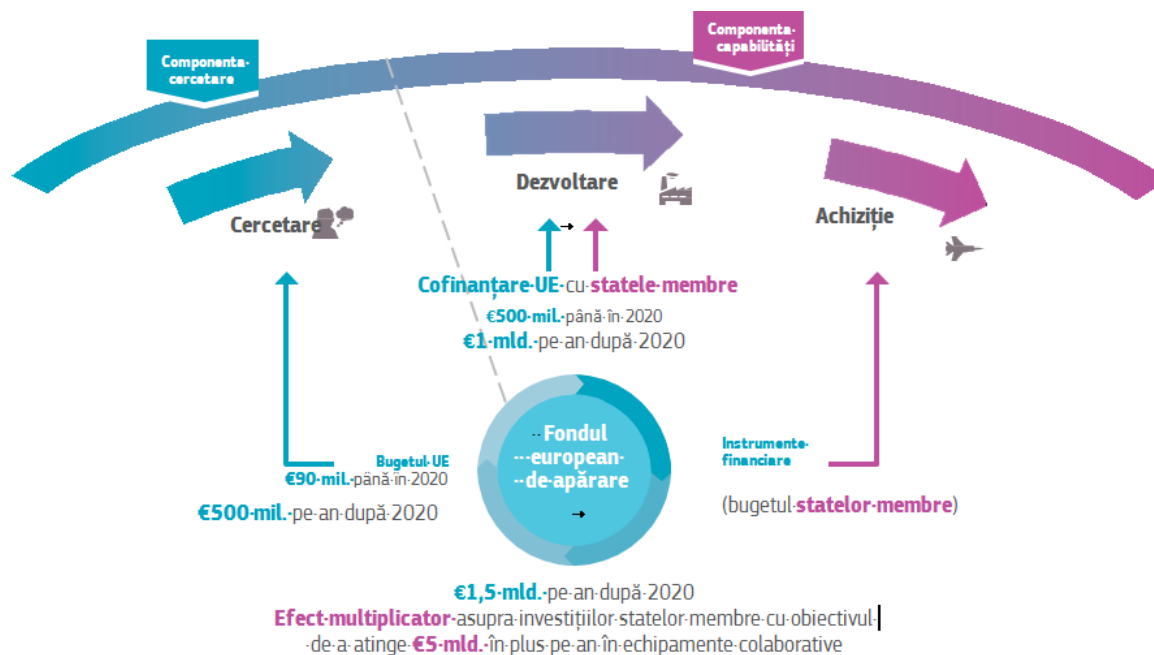 Componenta-
cercetare
Componenta-
capabilități
Cercetare
Dezvoltare
Achiziție
Cofinanțare·UE·cu·statele·membre
€500·mil.·până·în·2020
€1·mld.·pe·an·după·2020
Bugetul·UE
€90·mil.·până·în·2020
€500·mil.·pe·an·după·2020
Fondul
european·
de·apărare
Instrumente·
financiare
(bugetul·statelor·membre)
€1,5·mld.·pe·an·după·2020
Efect·multiplicator·asupra·investițiilor·statelor·membre·cu·obiectivul·
de·a·atinge·€5·mld.·în·plus·pe·an·în·echipamente·colaborative